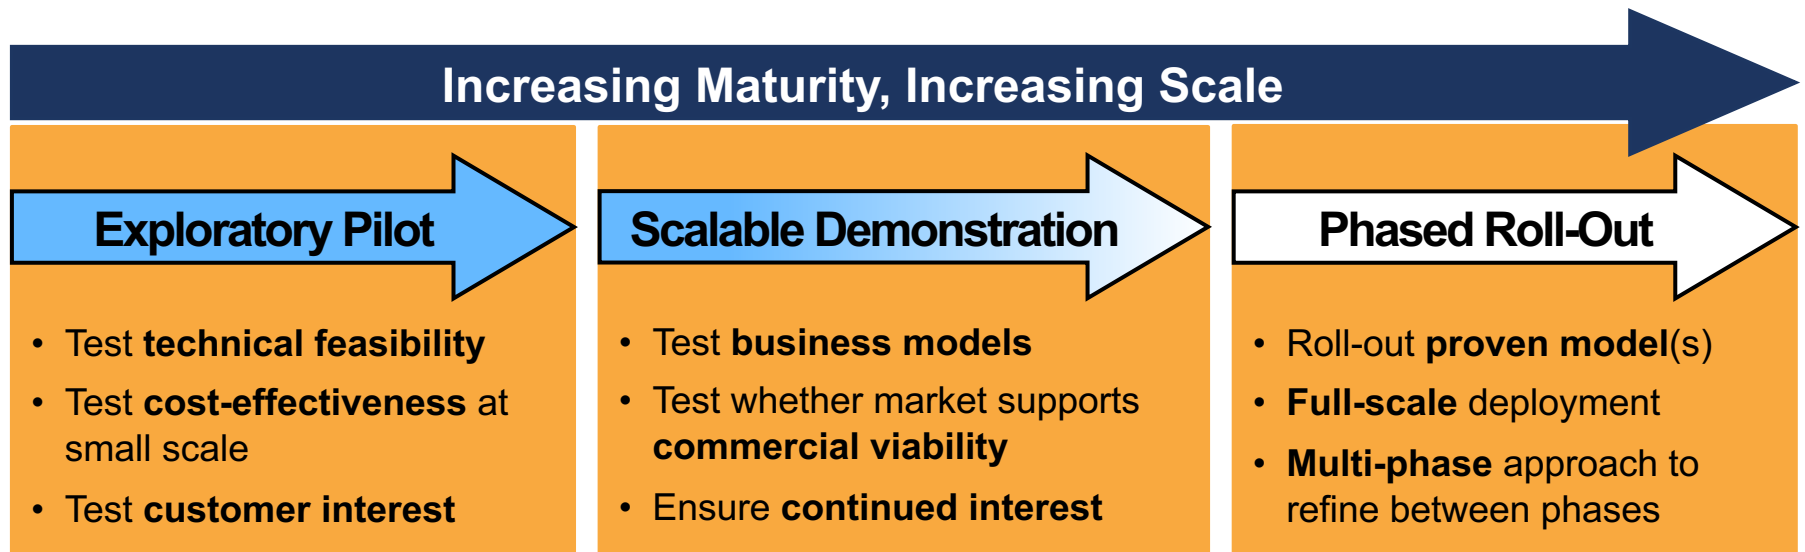 Increasing Maturity, Increasing Scale
Exploratory Pilot
• Test technical feasibility
• Test cost-effectiveness at
small scale
• Test customer interest
Scalable Demonstration
• Test business models
• Test whether market supports
commercial viability
• Ensure continued interest
Phased Roll-Out
• Roll-out proven model(s)
• Full-scale deployment
• Multi-phase approach to
refine between phases